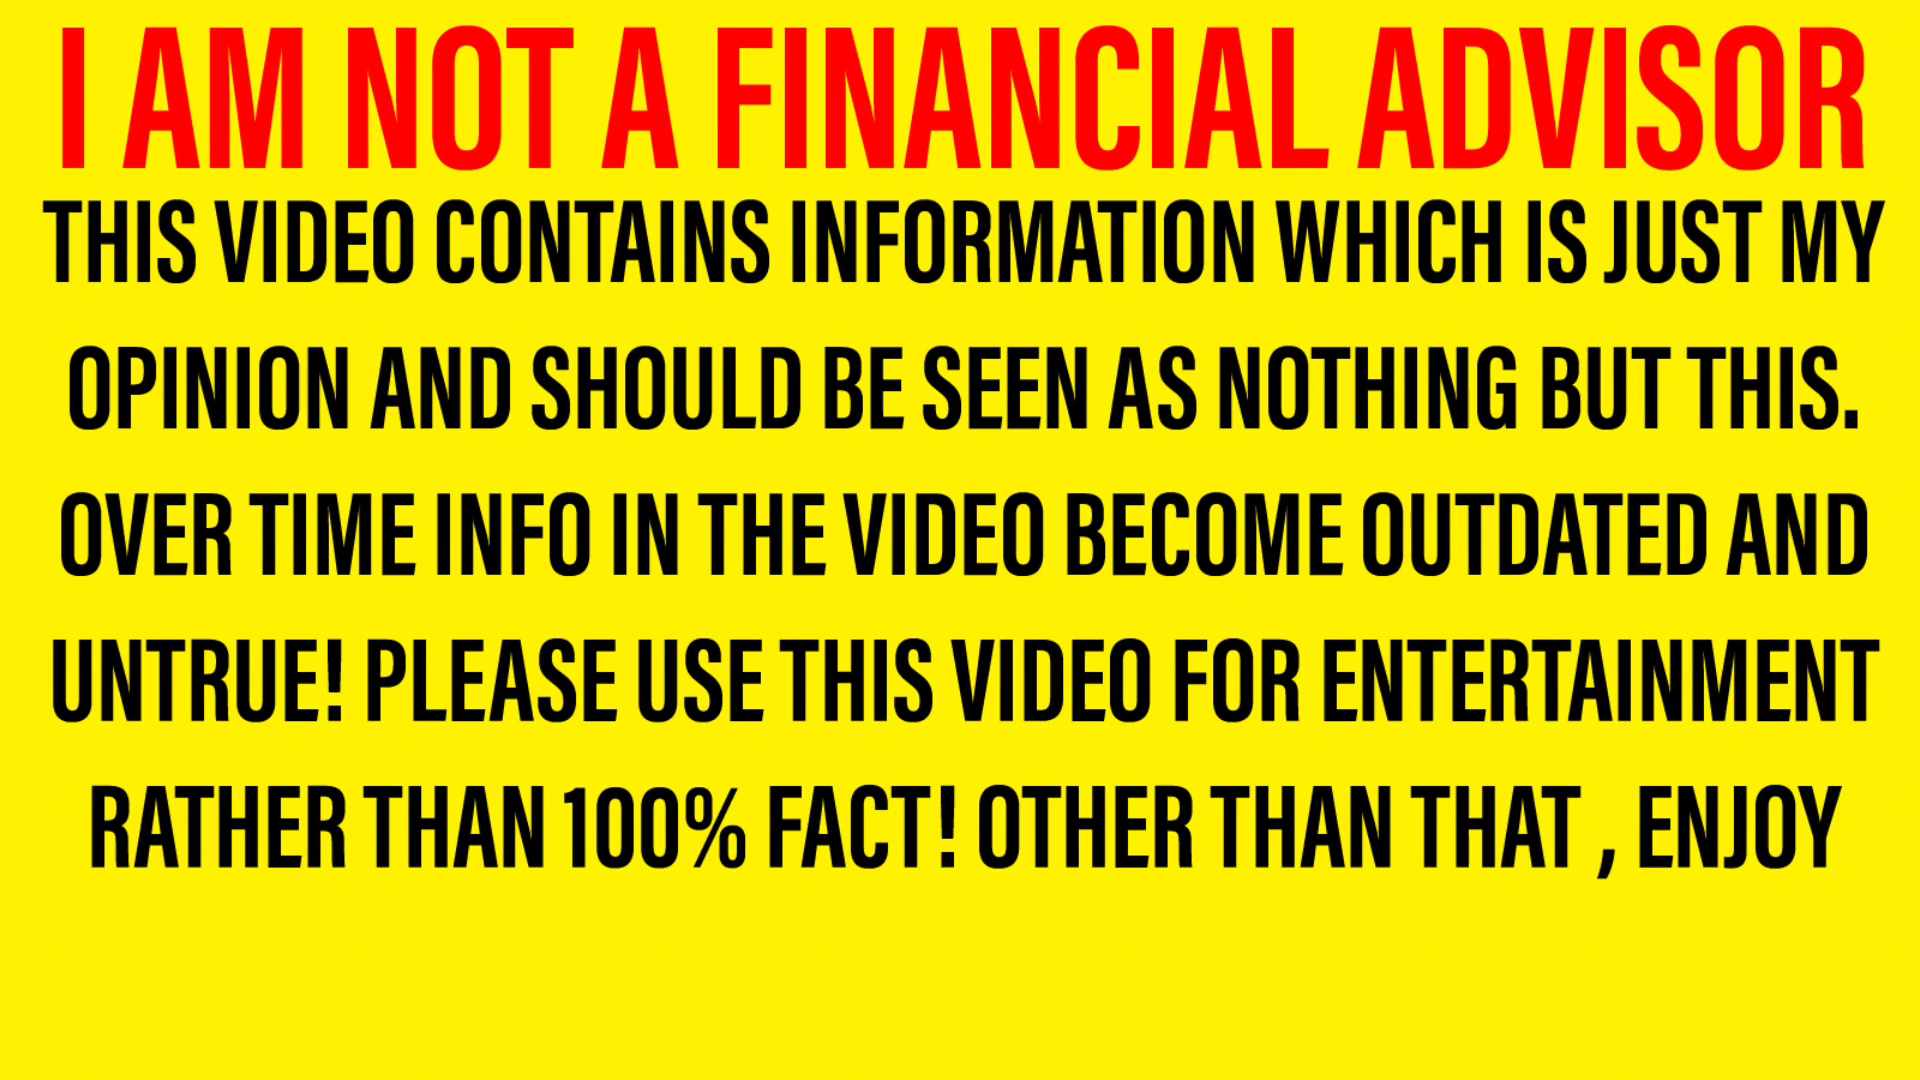 I AM NOT A FINANCIAL ADVISOR
THIS VIDEO CONTAINS INFORMATION WHICH IS JUST MY
OPINION AND SHOULD BE SEEN AS NOTHING BUT THIS.
OVER TIME INFO IN THE VIDEO BECOME OUTDATED AND
UNTRUE! PLEASE USE THIS VIDEO FOR ENTERTAINMENT
RATHER THAN 100% FACT! OTHER THAN THAT , ENJOY